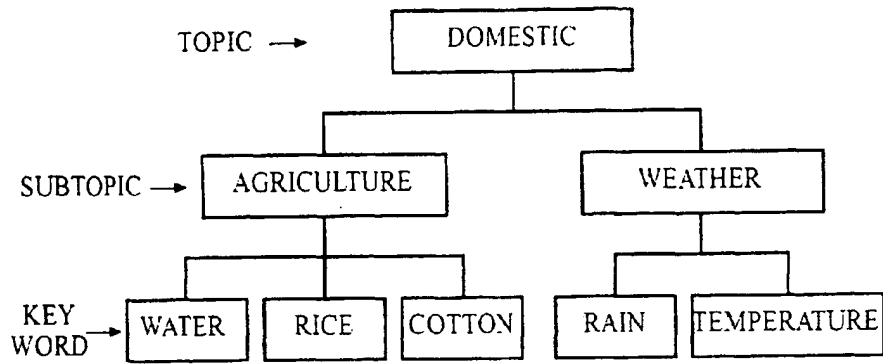 TOPIC
DOMESTIC
SUBTOPIC
AGRICULTURE
WEATHER
KEY
WORD
WATER
RICE
COTTON
RAIN
TEMPERATURE